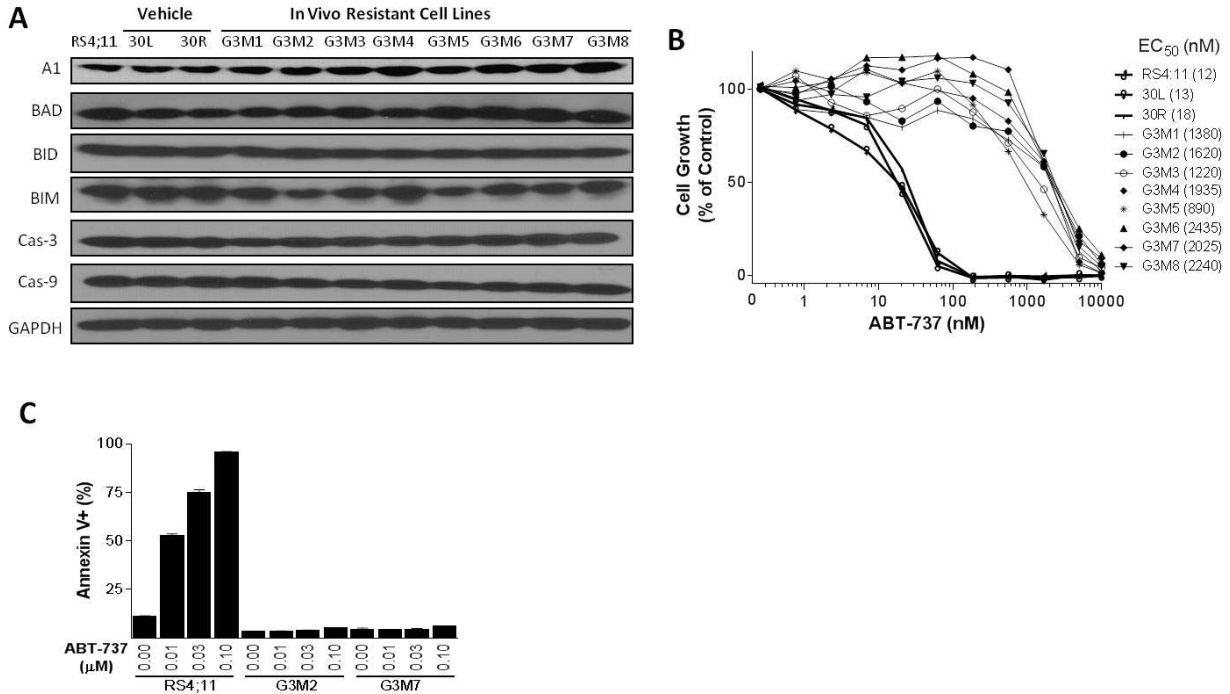 A
Vehicle
In Vivo Resistant Cell Lines
RS4;11 30L 30R G3M1 G3M2 G3M3 G3M4 G3M5 G3M6 G3M7 G3M8
A1
BAD
BID
BIM
Cas-3
Cas-9
GAPDH
B
Cell Growth
(% of Control)
100
50
0
0 1 10 100 1000 10000
ABT-737 (nM)
EC50 (nM)
RS4:11 (12)
30L (13)
30R (18)
G3M1 (1380)
G3M2 (1620)
G3M3 (1220)
G3M4 (1935)
G3M5 (890)
G3M6 (2435)
G3M7 (2025)
G3M8 (2240)
C
Annexin V+ (%)
100
75
50
25
ABT-737
(μM)
0.00 0.01 0.03 0.10 0.00 0.01 0.03 0.10 0.00 0.01 0.03 0.10
RS4;11 G3M2 G3M7